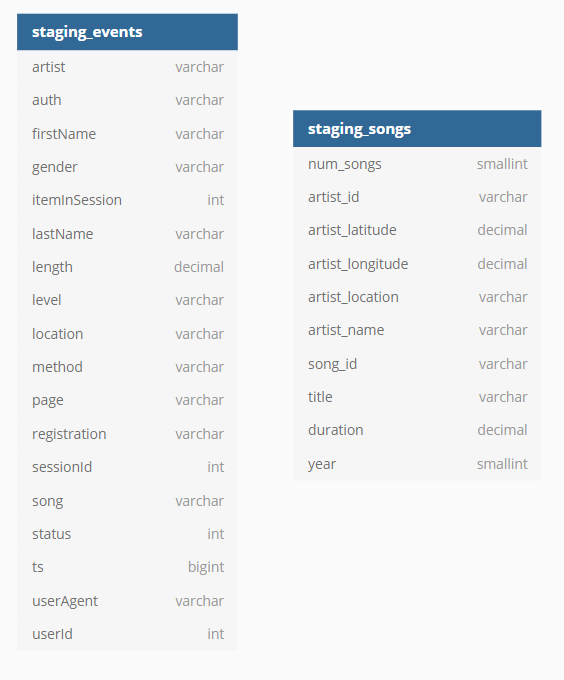 staging_events
artist varchar
auth varchar
firstName varchar
gender varchar
itemInSession int
lastName varchar
length decimal
level varchar
location varchar
method varchar
page varchar
registration varchar
sessionId int
song varchar
status int
ts bigint
userAgent varchar
userId int
staging_songs
num_songs smallint
artist_id varchar
artist_latitude decimal
artist_longitude decimal
artist_location varchar
artist_name varchar
song_id varchar
title varchar
duration decimal
year smallint